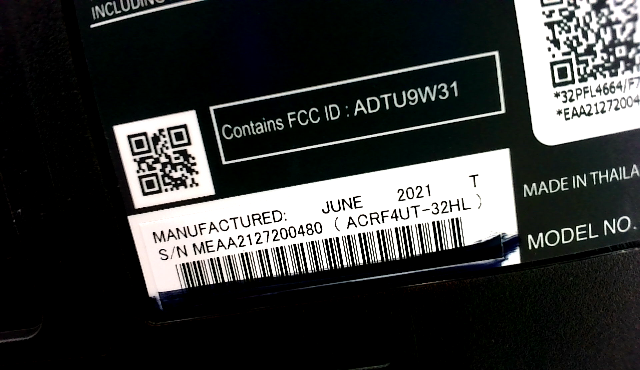 INCLUDING
Contains FCC ID : ADTU9W31
*32PFL4664/F7
*EAA21272004
MANUFACTURED: JUNE 2021 T
S/N MEAA2127200480 ( ACRF4UT-32HL )
MADE IN THAILA
MODEL NO.